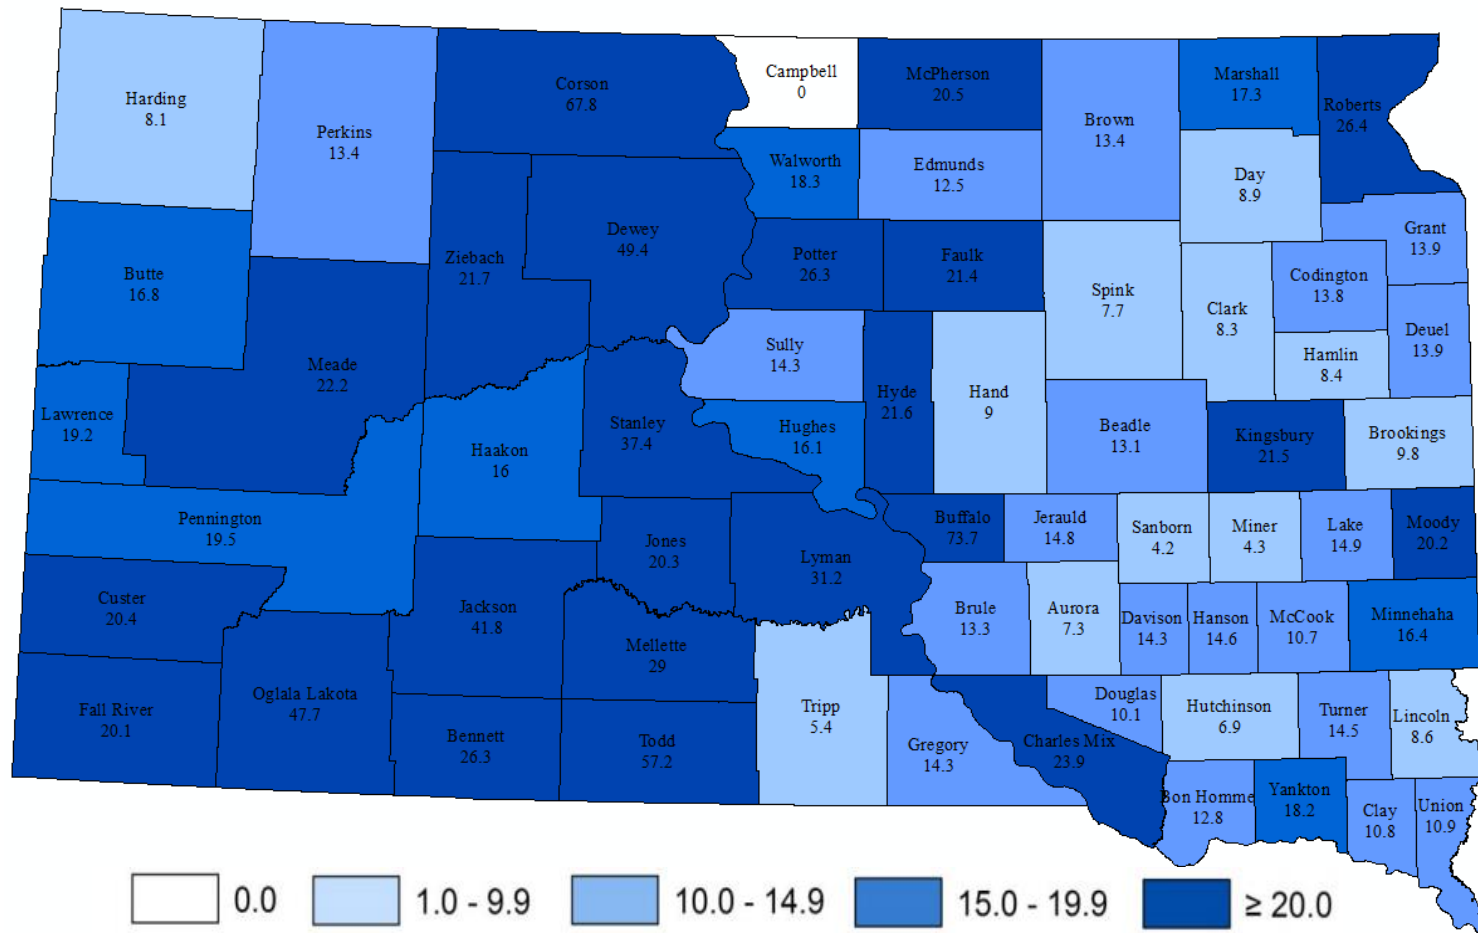 Harding
8.1
Perkins
13.4
Corson
67.8
Campbell
0
McPherson
20.5
Brown
13.4
Marshall
17.3
Roberts
26.4
Walworth
18.3
Edmunds
12.5
Day
8.9
Grant
13.9
Butte
16.8
Ziebach
21.7
Dewey
49.4
Potter
26.3
Faulk
21.4
Spink
7.7
Clark
8.3
Codington
13.8
Deuel
13.9
Hamlin
8.4
Meade
22.2
Sully
14.3
Hyde
21.6
Hand
9
Lawrence
19.2
Haakon
16
Stanley
37.4
Hughes
16.1
Beadle
13.1
Kingsbury
21.5
Brookings
9.8
Pennington
19.5
Jones
20.3
Lyman
31.2
Buffalo
73.7
Jerauld
14.8
Sanborn
4.2
Miner
4.3
Lake
14.9
Moody
20.2
Custer
20.4
Jackson
41.8
Mellette
29
Brule
13.3
Aurora
7.3
Davison
14.3
Hanson
14.6
McCook
10.7
Minnehaha
16.4
Fall River
20.1
Oglala Lakota
47.7
Bennett
26.3
Todd
57.2
Tripp
5.4
Gregory
14.3
Charles Mix
23.9
Douglas
10.1
Hutchinson
6.9
Turner
14.5
Lincoln
8.6
Bon Homme
12.8
Yankton
18.2
Clay
10.8
Union
10.9
0.0
1.0 - 9.9
10.0 - 14.9
15.0 - 19.9
≥ 20.0